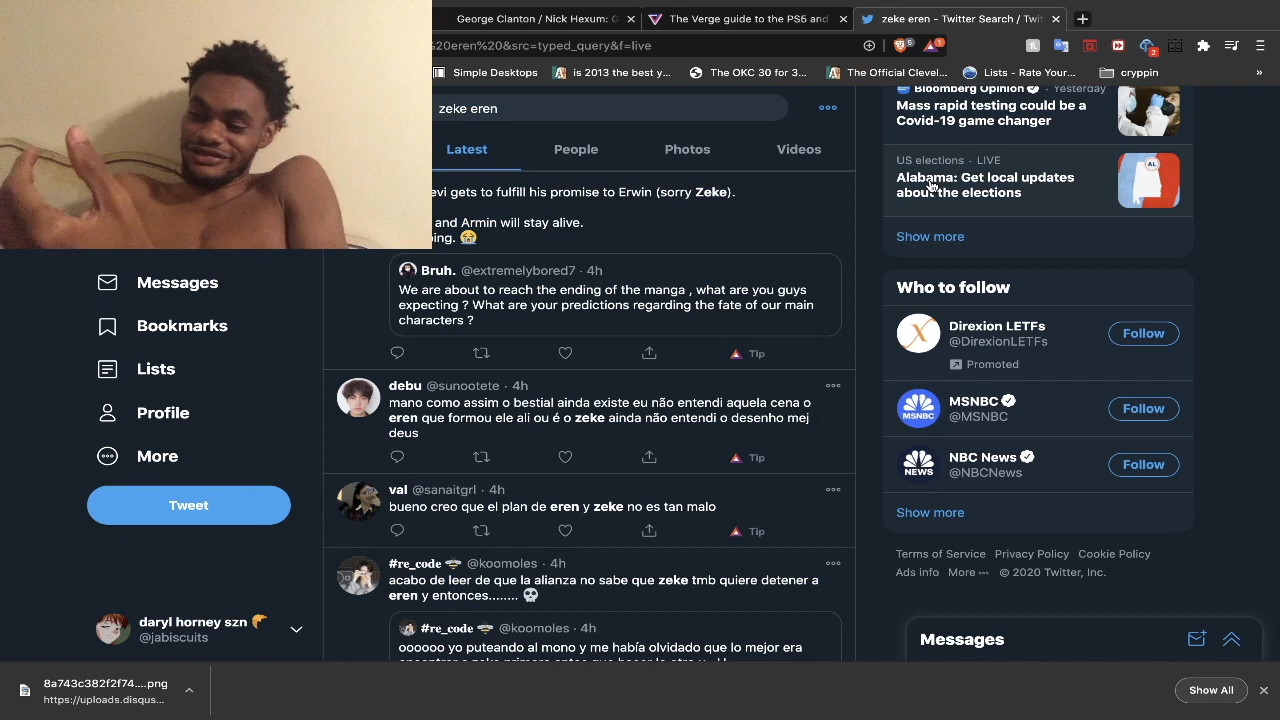 George Clanton / Nick Hexum: G
The Verge guide to the PS5 and
zeke eren - Twitter Search / Twit
%20eren%20&src=typed_query&f=live
6
1
2
Simple Desktops
is 2013 the best y...
The OKC 30 for 3...
The Official Clevel...
Lists - Rate Your...
cryppin
»
zeke eren
Latest
People
Photos
Videos
evi gets to fulfill his promise to Erwin (sorry Zeke).
and Armin will stay alive.
ing. 😭
Bruh. @extremelybored7 · 4h
We are about to reach the ending of the manga , what are you guys
expecting ? What are your predictions regarding the fate of our main
characters ?
Tip
debu @sunootete · 4h
mano como assim o bestial ainda existe eu não entendi aquela cena o
eren que formou ele ali ou é o zeke ainda não entendi o desenho mej
deus
Tip
val @sanaitgrl · 4h
bueno creo que el plan de eren y zeke no es tan malo
Tip
#re_code 🐝 @koomoles · 4h
acabo de leer de que la alianza no sabe que zeke tmb quiere detener a
eren y entonces........ 💀
#re_code 🐝 @koomoles · 4h
oooooo yo puteando al mono y me había olvidado que lo mejor era
Messages
Bookmarks
Lists
Profile
More
Tweet
daryl horney szn 🥐
@jabiscuits
Bloomberg Opinion · Yesterday
Mass rapid testing could be a
Covid-19 game changer
US elections · LIVE
Alabama: Get local updates
about the elections
AL
Show more
Who to follow
Direxion LETFs
@DirexionLETFs
Promoted
Follow
MSNBC
@MSNBC
Follow
MSNBC
NBC News
@NBCNews
Follow
NEWS
Show more
Terms of Service Privacy Policy Cookie Policy
Ads info More ··· © 2020 Twitter, Inc.
Messages
8a743c382f2f74....png
https://uploads.disqus...
Show All